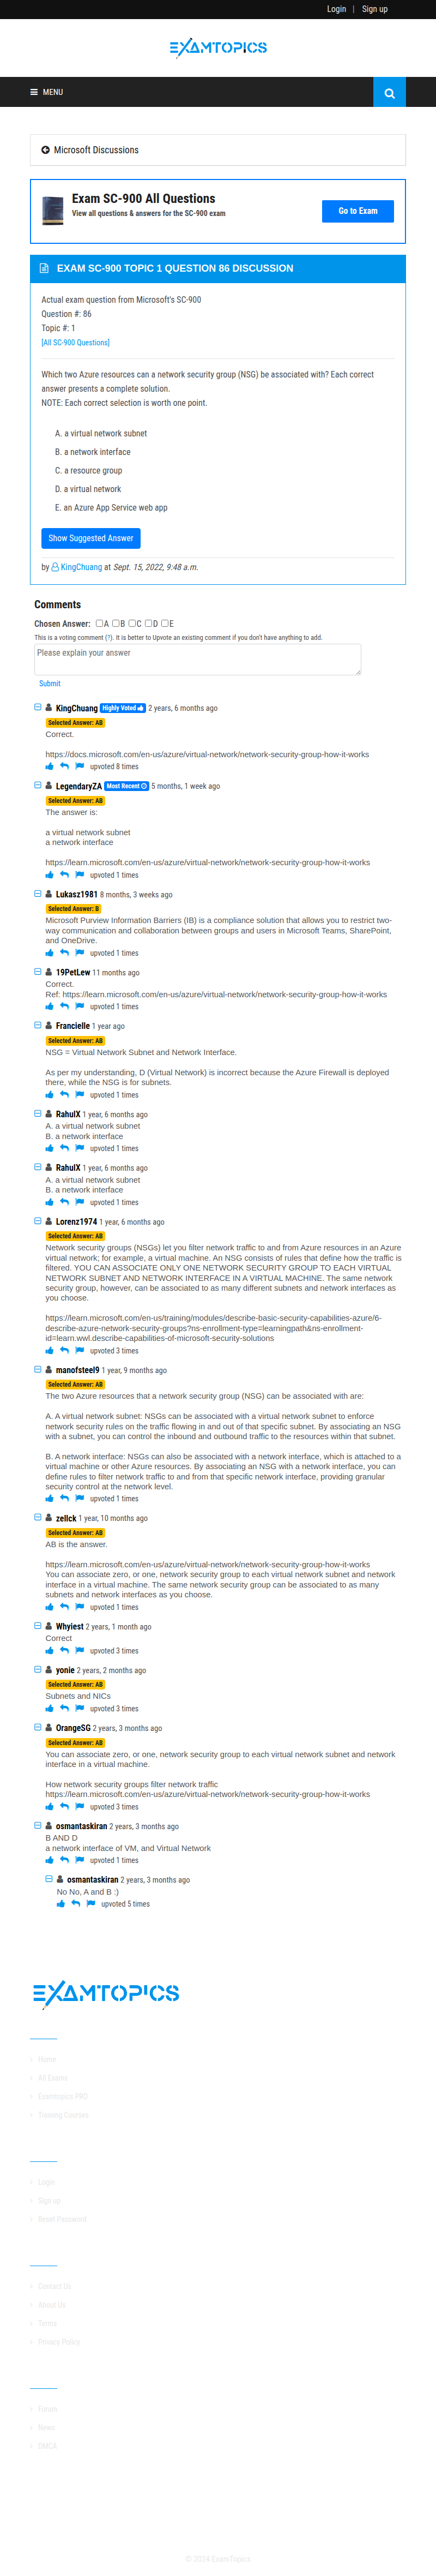 Login | Sign up
EXAMTOPICS
MENU
Microsoft Discussions
Exam SC-900 All Questions
View all questions & answers for the SC-900 exam
Go to Exam
EXAM SC-900 TOPIC 1 QUESTION 86 DISCUSSION
Actual exam question from Microsoft's SC-900
Question #: 86
Topic #: 1
[All SC-900 Questions]
Which two Azure resources can a network security group (NSG) be associated with? Each correct
answer presents a complete solution.
NOTE: Each correct selection is worth one point.
A. a virtual network subnet
B. a network interface
C. a resource group
D. a virtual network
E. an Azure App Service web app
Show Suggested Answer
by KingChuang at Sept. 15, 2022, 9:48 a.m.
Comments
Chosen Answer: A B C D E
This is a voting comment (?). It is better to Upvote an existing comment if you don't have anything to add.
Please explain your answer
Submit
KingChuang Highly Voted 2 years, 6 months ago
Selected Answer: AB
Correct.
https://docs.microsoft.com/en-us/azure/virtual-network/network-security-group-how-it-works
upvoted 8 times
LegendaryZA Most Recent 5 months, 1 week ago
Selected Answer: AB
The answer is:
a virtual network subnet
a network interface
https://learn.microsoft.com/en-us/azure/virtual-network/network-security-group-how-it-works
upvoted 1 times
Lukasz1981 8 months, 3 weeks ago
Selected Answer: B
Microsoft Purview Information Barriers (IB) is a compliance solution that allows you to restrict two-
way communication and collaboration between groups and users in Microsoft Teams, SharePoint,
and OneDrive.
upvoted 1 times
19PetLew 11 months ago
Correct.
Ref: https://learn.microsoft.com/en-us/azure/virtual-network/network-security-group-how-it-works
upvoted 1 times
Francielle 1 year ago
Selected Answer: AB
NSG = Virtual Network Subnet and Network Interface.
As per my understanding, D (Virtual Network) is incorrect because the Azure Firewall is deployed
there, while the NSG is for subnets.
upvoted 1 times
RahulX 1 year, 6 months ago
A. a virtual network subnet
B. a network interface
upvoted 1 times
RahulX 1 year, 6 months ago
A. a virtual network subnet
B. a network interface
upvoted 1 times
Lorenz1974 1 year, 6 months ago
Selected Answer: AB
Network security groups (NSGs) let you filter network traffic to and from Azure resources in an Azure
virtual network; for example, a virtual machine. An NSG consists of rules that define how the traffic is
filtered. YOU CAN ASSOCIATE ONLY ONE NETWORK SECURITY GROUP TO EACH VIRTUAL
NETWORK SUBNET AND NETWORK INTERFACE IN A VIRTUAL MACHINE. The same network
security group, however, can be associated to as many different subnets and network interfaces as
you choose.
https://learn.microsoft.com/en-us/training/modules/describe-basic-security-capabilities-azure/6-
describe-azure-network-security-groups?ns-enrollment-type=learningpath&ns-enrollment-
id=learn.wwl.describe-capabilities-of-microsoft-security-solutions
upvoted 3 times
manofsteel9 1 year, 9 months ago
Selected Answer: AB
The two Azure resources that a network security group (NSG) can be associated with are:
A. A virtual network subnet: NSGs can be associated with a virtual network subnet to enforce
network security rules on the traffic flowing in and out of that specific subnet. By associating an NSG
with a subnet, you can control the inbound and outbound traffic to the resources within that subnet.
B. A network interface: NSGs can also be associated with a network interface, which is attached to a
virtual machine or other Azure resources. By associating an NSG with a network interface, you can
define rules to filter network traffic to and from that specific network interface, providing granular
security control at the network level.
upvoted 1 times
zellck 1 year, 10 months ago
Selected Answer: AB
AB is the answer.
https://learn.microsoft.com/en-us/azure/virtual-network/network-security-group-how-it-works
You can associate zero, or one, network security group to each virtual network subnet and network
interface in a virtual machine. The same network security group can be associated to as many
subnets and network interfaces as you choose.
upvoted 1 times
Whyiest 2 years, 1 month ago
Correct
upvoted 3 times
yonie 2 years, 2 months ago
Selected Answer: AB
Subnets and NICs
upvoted 3 times
OrangeSG 2 years, 3 months ago
Selected Answer: AB
You can associate zero, or one, network security group to each virtual network subnet and network
interface in a virtual machine.
How network security groups filter network traffic
https://learn.microsoft.com/en-us/azure/virtual-network/network-security-group-how-it-works
upvoted 3 times
osmantaskiran 2 years, 3 months ago
B AND D
a network interface of VM, and Virtual Network
upvoted 1 times
osmantaskiran 2 years, 3 months ago
No No, A and B :)
upvoted 5 times
EXAMTOPICS
Home
All Exams
Examtopics PRO
Training Courses
Login
Sign up
Reset Password
Contact Us
About Us
Terms
Privacy Policy
Forum
News
DMCA
© 2024 ExamTopics